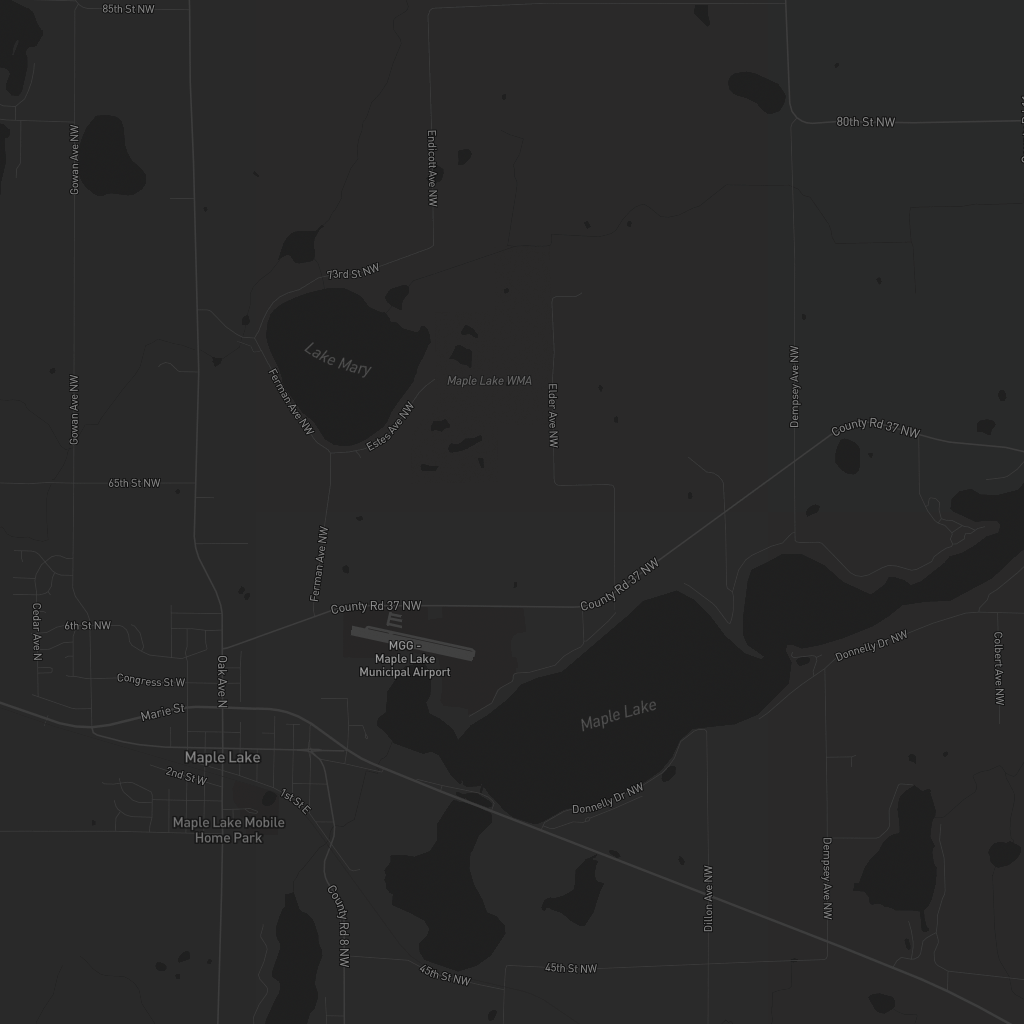 85th St NW
80th St NW
Gowan Ave NW
Endicott Ave NW
73rd St NW
Lake Mary
Maple Lake WMA
Ferman Ave NW
Estes Ave NW
Elder Ave NW
Dempsey Ave NW
Gowan Ave NW
County Rd 37 NW
65th St NW
Ferman Ave NW
County Rd 37 NW
County Rd 37 NW
Cedar Ave N
6th St NW
MGG -
Maple Lake
Municipal Airport
Donnelly Dr NW
Colbert Ave NW
Oak Ave N
Congress St W
Marie St
Maple Lake
Maple Lake
2nd St W
1st St E
Donnelly Dr NW
Maple Lake Mobile
Home Park
Dempsey Ave NW
Dillon Ave NW
County Rd 8 NW
45th St NW
45th St NW